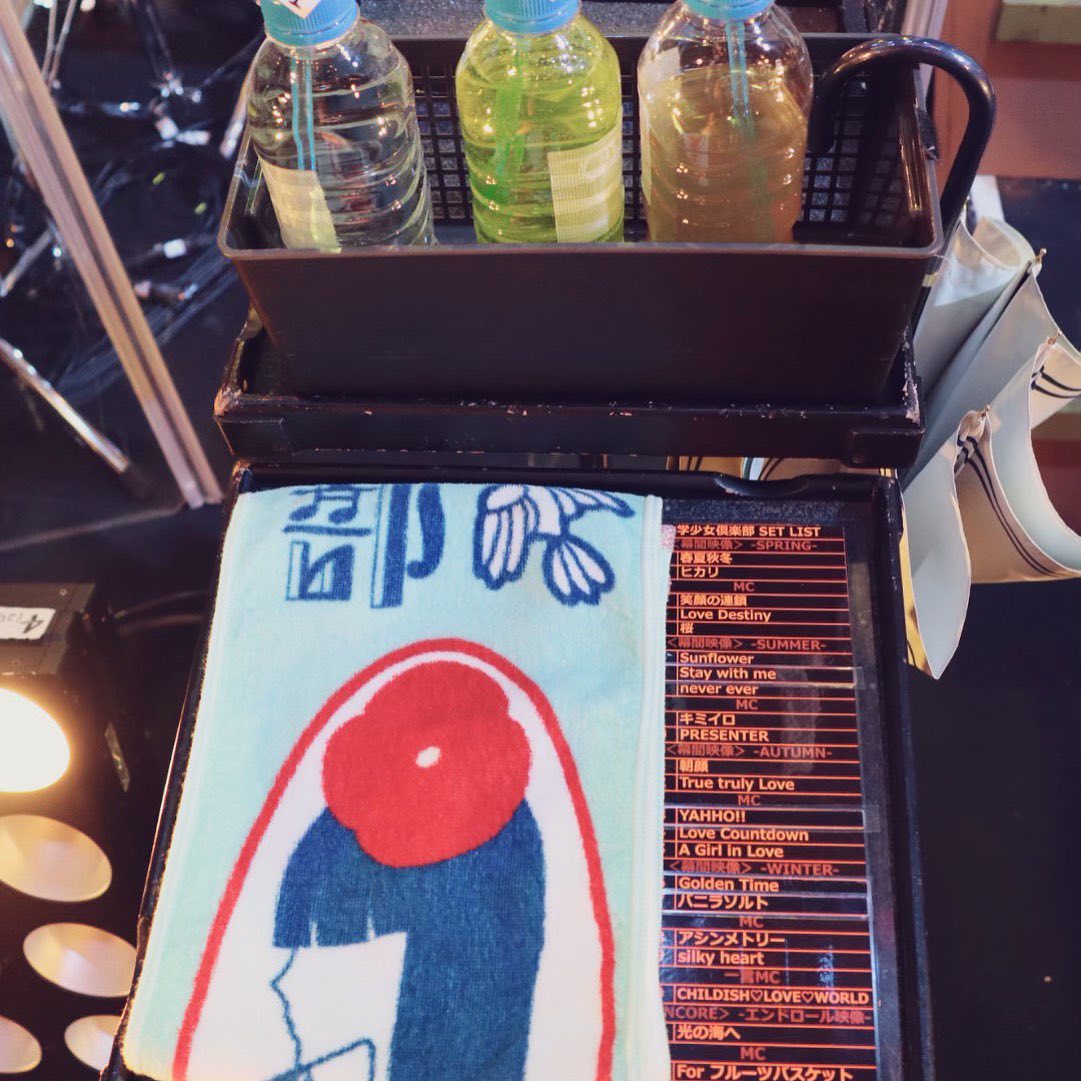 4
学少女倶楽部 SET LIST
<幕間映像> -SPRING-
春夏秋冬
ヒカリ
MC
笑顔の連鎖
Love Destiny
桜
<幕間映像> -SUMMER-
Sunflower
Stay with me
never ever
MC
キミイロ
PRESENTER
<幕間映像> -AUTUMN-
朝顔
True truly Love
MC
YAHHO!!
Love Countdown
A Girl in Love
<幕間映像> -WINTER-
Golden Time
バニラソルト
MC
アシンメトリー
silky heart
一言MC
CHILDISH♡LOVE♡WORLD
NCORE> -エンドロール映像-
光の海へ
MC
For フルーツバスケット